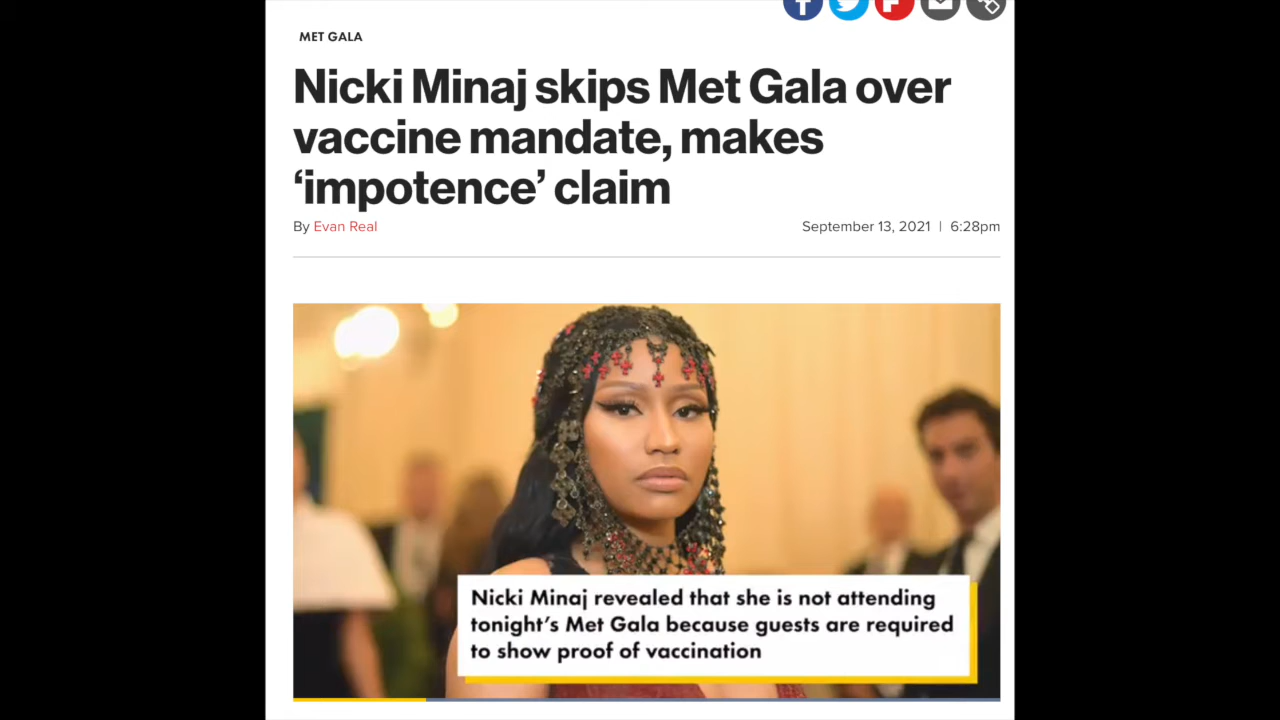 MET GALA
Nicki Minaj skips Met Gala over
vaccine mandate, makes
‘impotence’ claim
By Evan Real
September 13, 2021 | 6:28pm
Nicki Minaj revealed that she is not attending
tonight’s Met Gala because guests are required
to show proof of vaccination